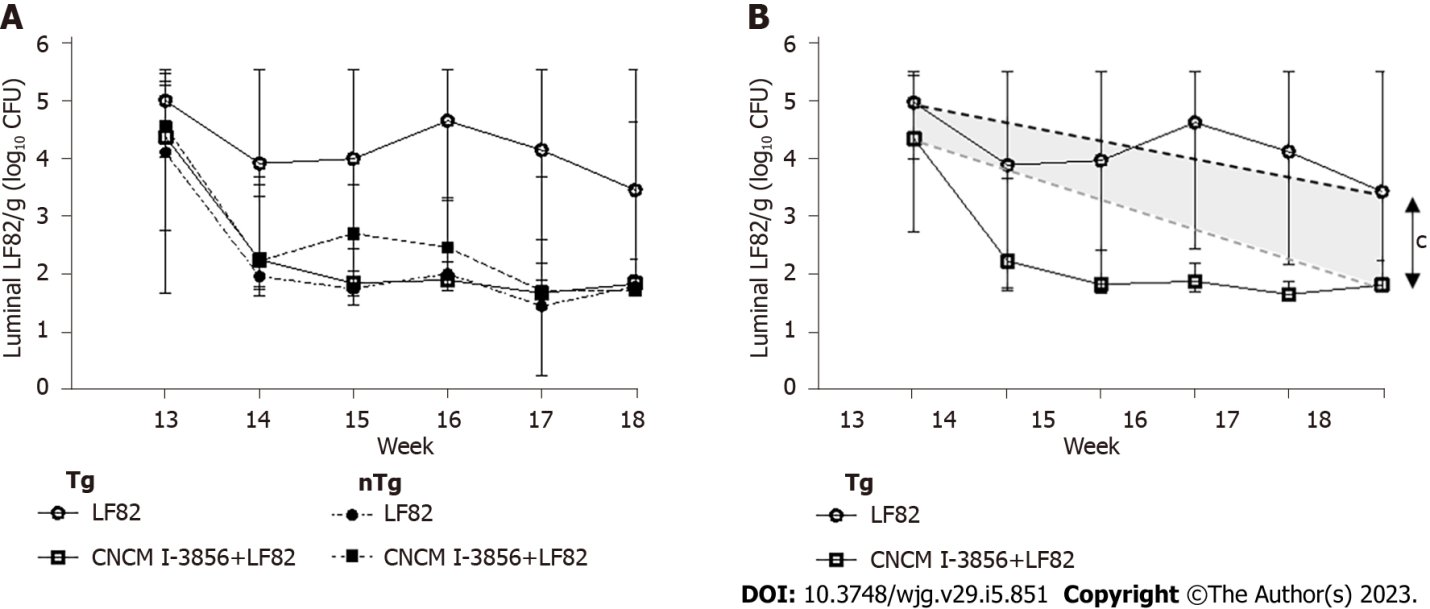 A
Luminal LF82/g (log10 CFU)
6
5
4
3
2
1
0
13 14 15 16 17 18
Week
Tg
LF82
CNCM I-3856+LF82
nTg
LF82
CNCM I-3856+LF82
B
Luminal LF82/g (log10 CFU)
6
5
4
3
2
1
0
c
13 14 15 16 17 18
Week
Tg
LF82
CNCM I-3856+LF82
DOI: 10.3748/wjg.v29.i5.851 Copyright ©The Author(s) 2023.